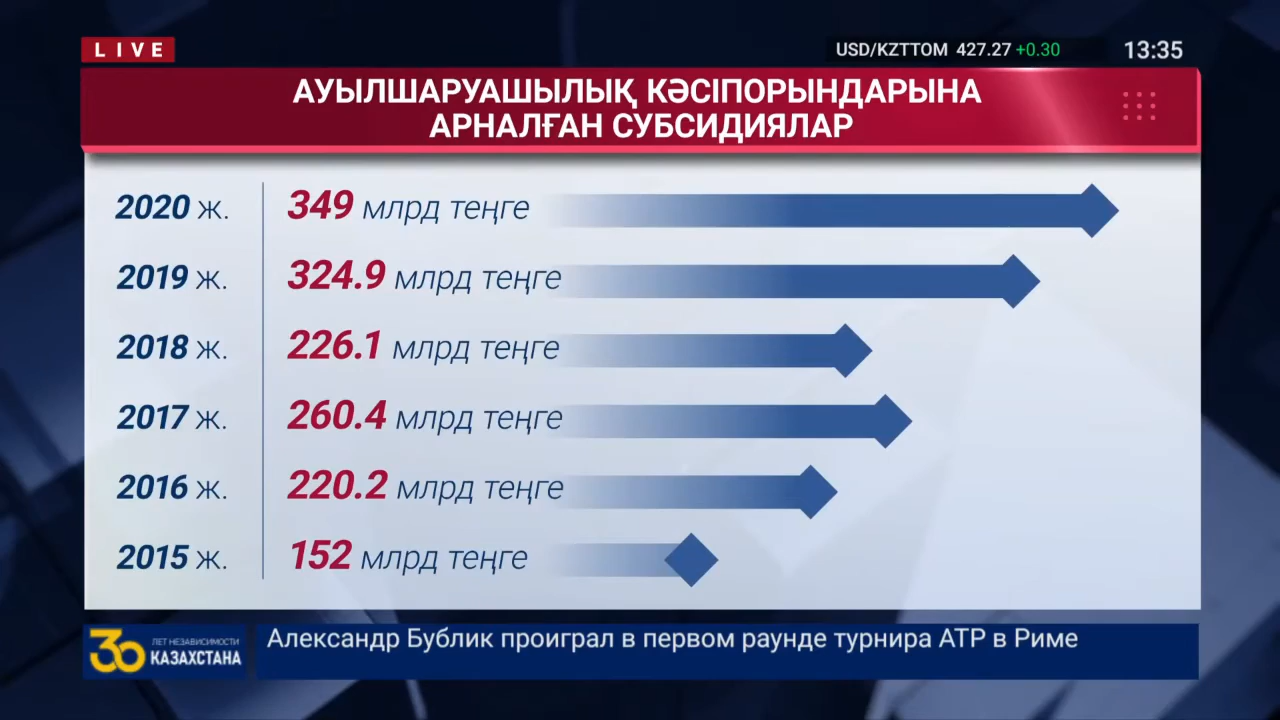 LIVE
USD/KZTTOM 427.27 +0.30
13:35
АУЫЛШАРУАШЫЛЫҚ КӘСІПОРЫНДАРЫНА
АРНАЛҒАН СУБСИДИЯЛАР
2020 ж. 349 млрд теңге
2019 ж. 324.9 млрд теңге
2018 ж. 226.1 млрд теңге
2017 ж. 260.4 млрд теңге
2016 ж. 220.2 млрд теңге
2015 ж. 152 млрд теңге
30 ЛЕТ НЕЗАВИСИМОСТИ
КАЗАХСТАНА
Александр Бублик проиграл в первом раунде турнира ATP в Риме